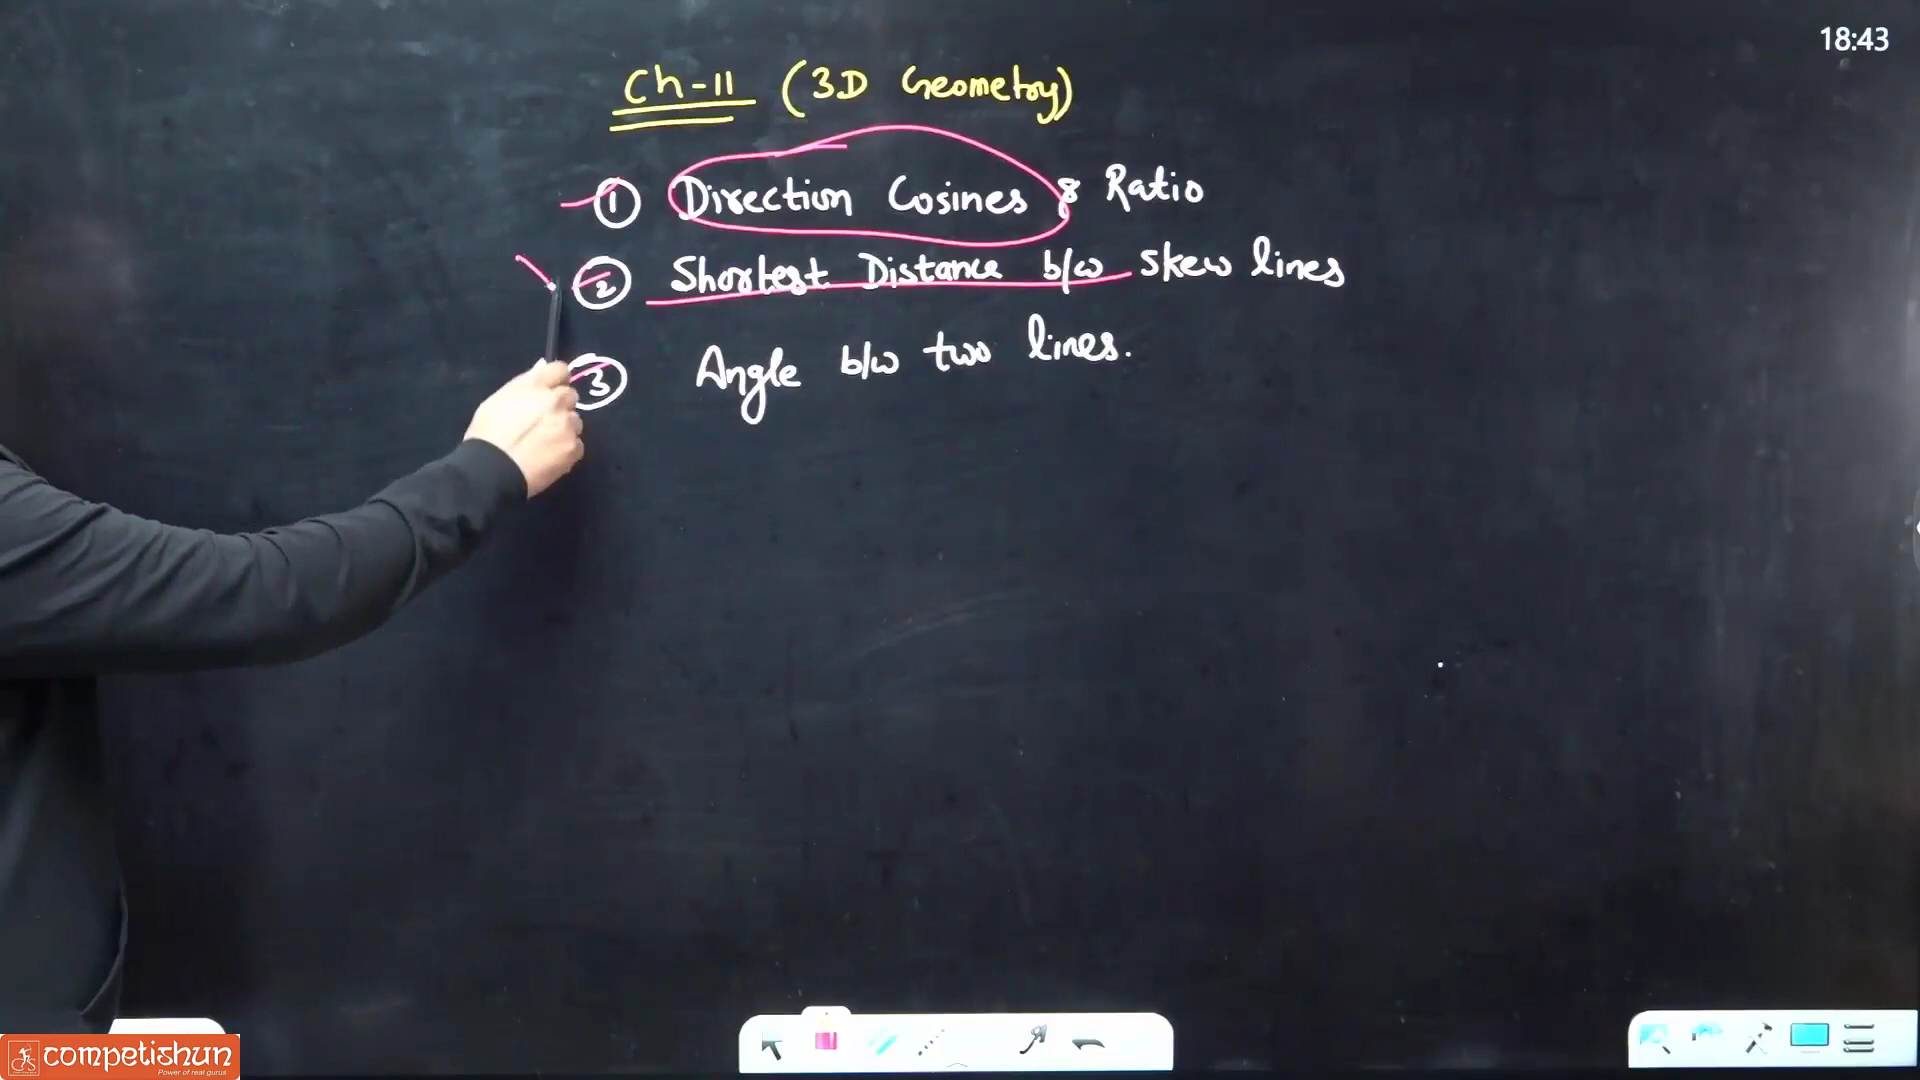 18:43
Ch-11 (3D Geometry)
① Direction Cosines & Ratio
② Shortest Distance b/w skew lines
③ Angle b/w two lines.
competishun
Power of real gurus